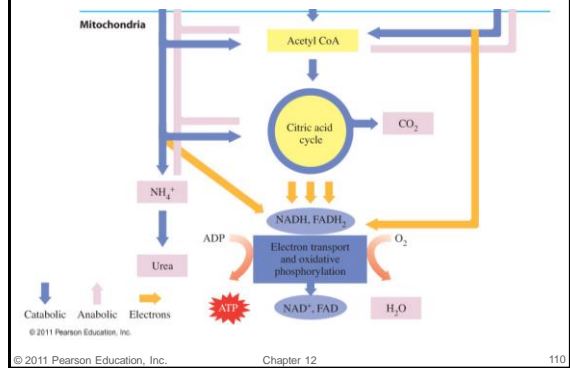 Mitochondria
Acetyl CoA
Citric acid
cycle
CO₂
NH₄⁺
NADH, FADH₂
ADP
O₂
Electron transport
and oxidative
phosphorylation
Urea
ATP
NAD⁺, FAD
H₂O
Catabolic Anabolic Electrons
© 2011 Pearson Education, Inc.
© 2011 Pearson Education, Inc. Chapter 12 110